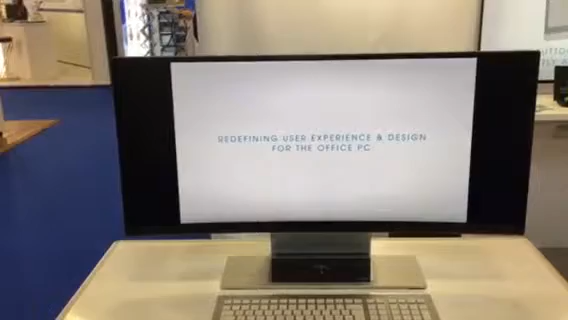 REDEFINING USER EXPERIENCE & DESIGN
FOR THE OFFICE PC